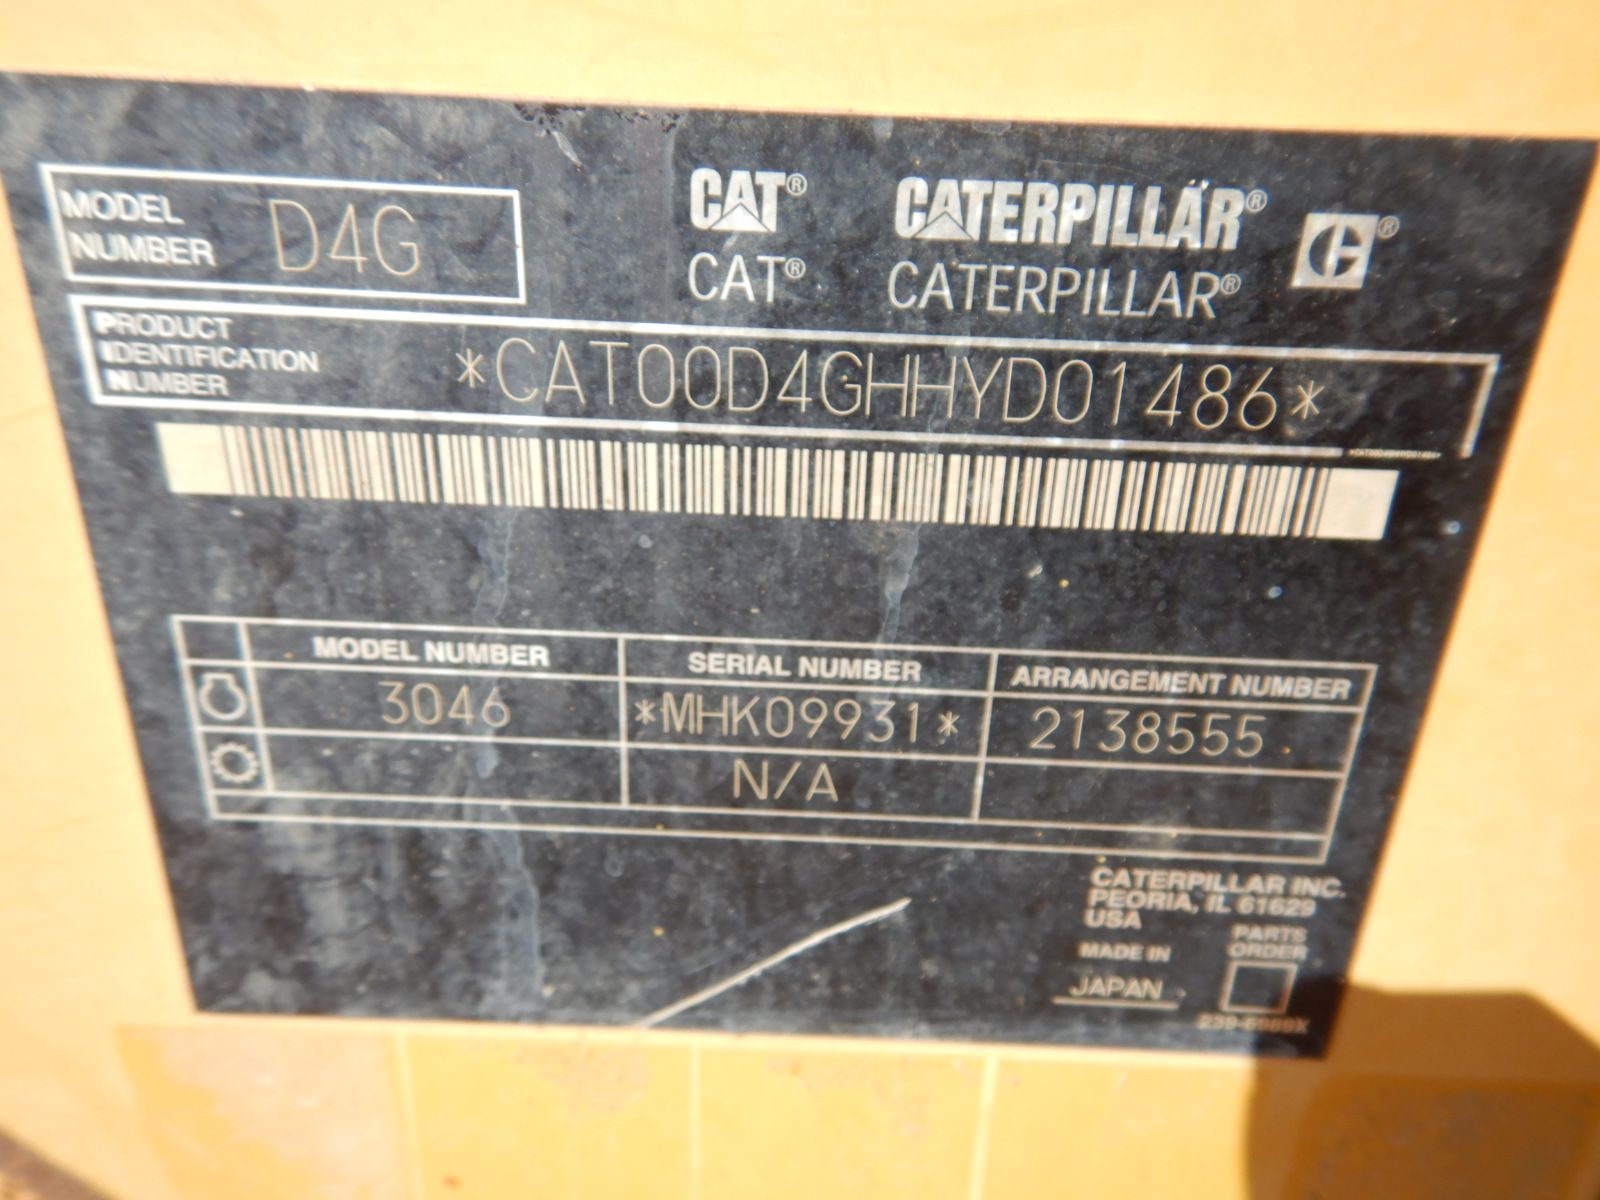 MODEL NUMBER D4G
CAT® CATERPILLAR®
CAT® CATERPILLAR®
PRODUCT IDENTIFICATION NUMBER *CAT00D4GHHYD01486*
MODEL NUMBER SERIAL NUMBER ARRANGEMENT NUMBER
3046 *MHK09931* 2138555
N/A
CATERPILLAR INC.
PEORIA, IL 61629
USA
MADE IN JAPAN
PARTS ORDER